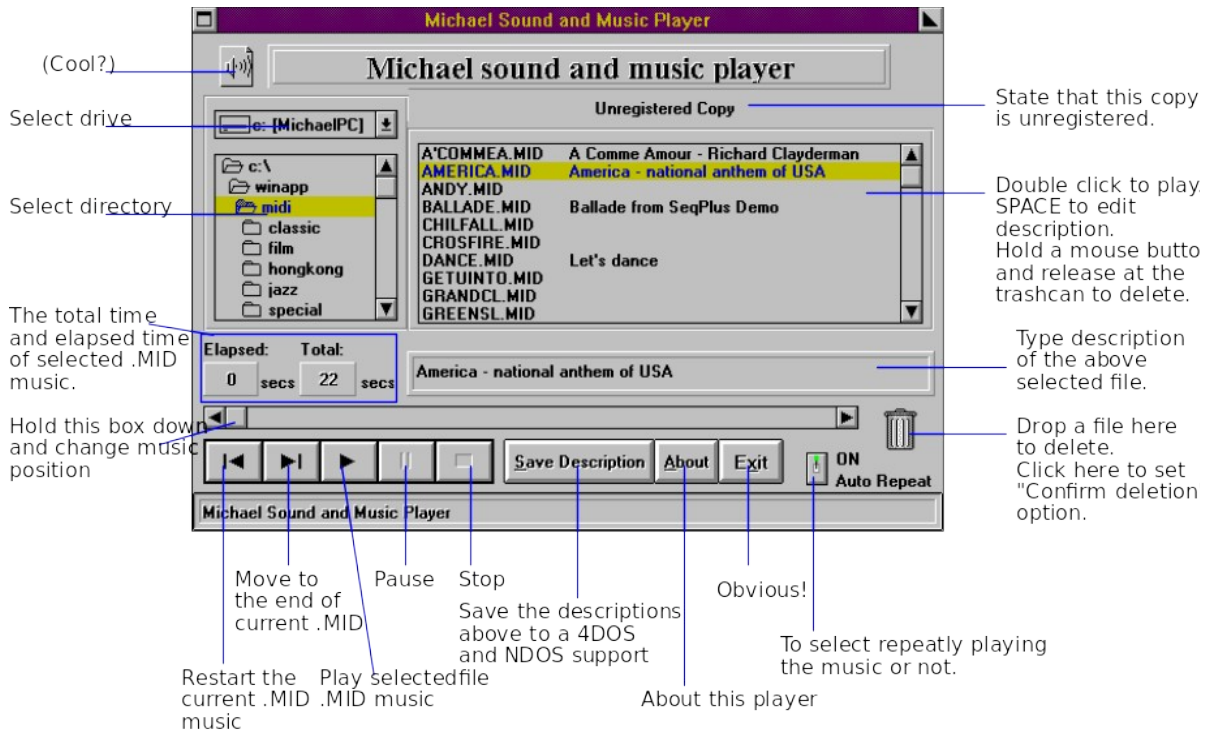 Michael Sound and Music Player
(Cool?)
Michael sound and music player
Select drive
c: [MichaelPC]
Unregistered Copy
State that this copy
is unregistered.
Select directory
c:\
winapp
midi
classic
film
hongkong
jazz
special
A'COMMEA.MID A Comme Amour - Richard Clayderman
AMERICA.MID America - national anthem of USA
ANDY.MID
BALLADE.MID Ballade from SeqPlus Demo
CHILFALL.MID
CROSFIRE.MID
DANCE.MID Let's dance
GETUINTO.MID
GRANDCL.MID
GREENSL.MID
Double click to play
SPACE to edit
description.
Hold a mouse butto
and release at the
trashcan to delete.
The total time
and elapsed time
of selected .MID
music.
Elapsed: Total:
0 secs 22 secs
America - national anthem of USA
Type description
of the above
selected file.
Hold this box down
and change music
position
Drop a file here
to delete.
Click here to set
"Confirm deletion
option.
Save Description
About
Exit
ON
Auto Repeat
Michael Sound and Music Player
Move to
the end of
current .MID
Pause
Stop
Save the descriptions
above to a 4DOS
and NDOS support
file
Obvious!
To select repeatly playing
the music or not.
Restart the
current .MID
music
Play selected
.MID music
About this player